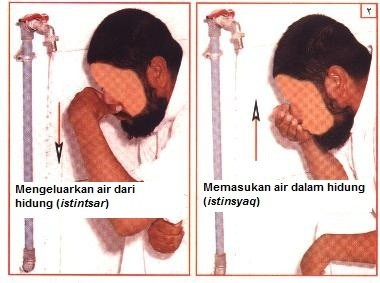 Mengeluarkan air dari
hidung (istintsar)
٢
Memasukan air dalam hidung
(istinsyaq)